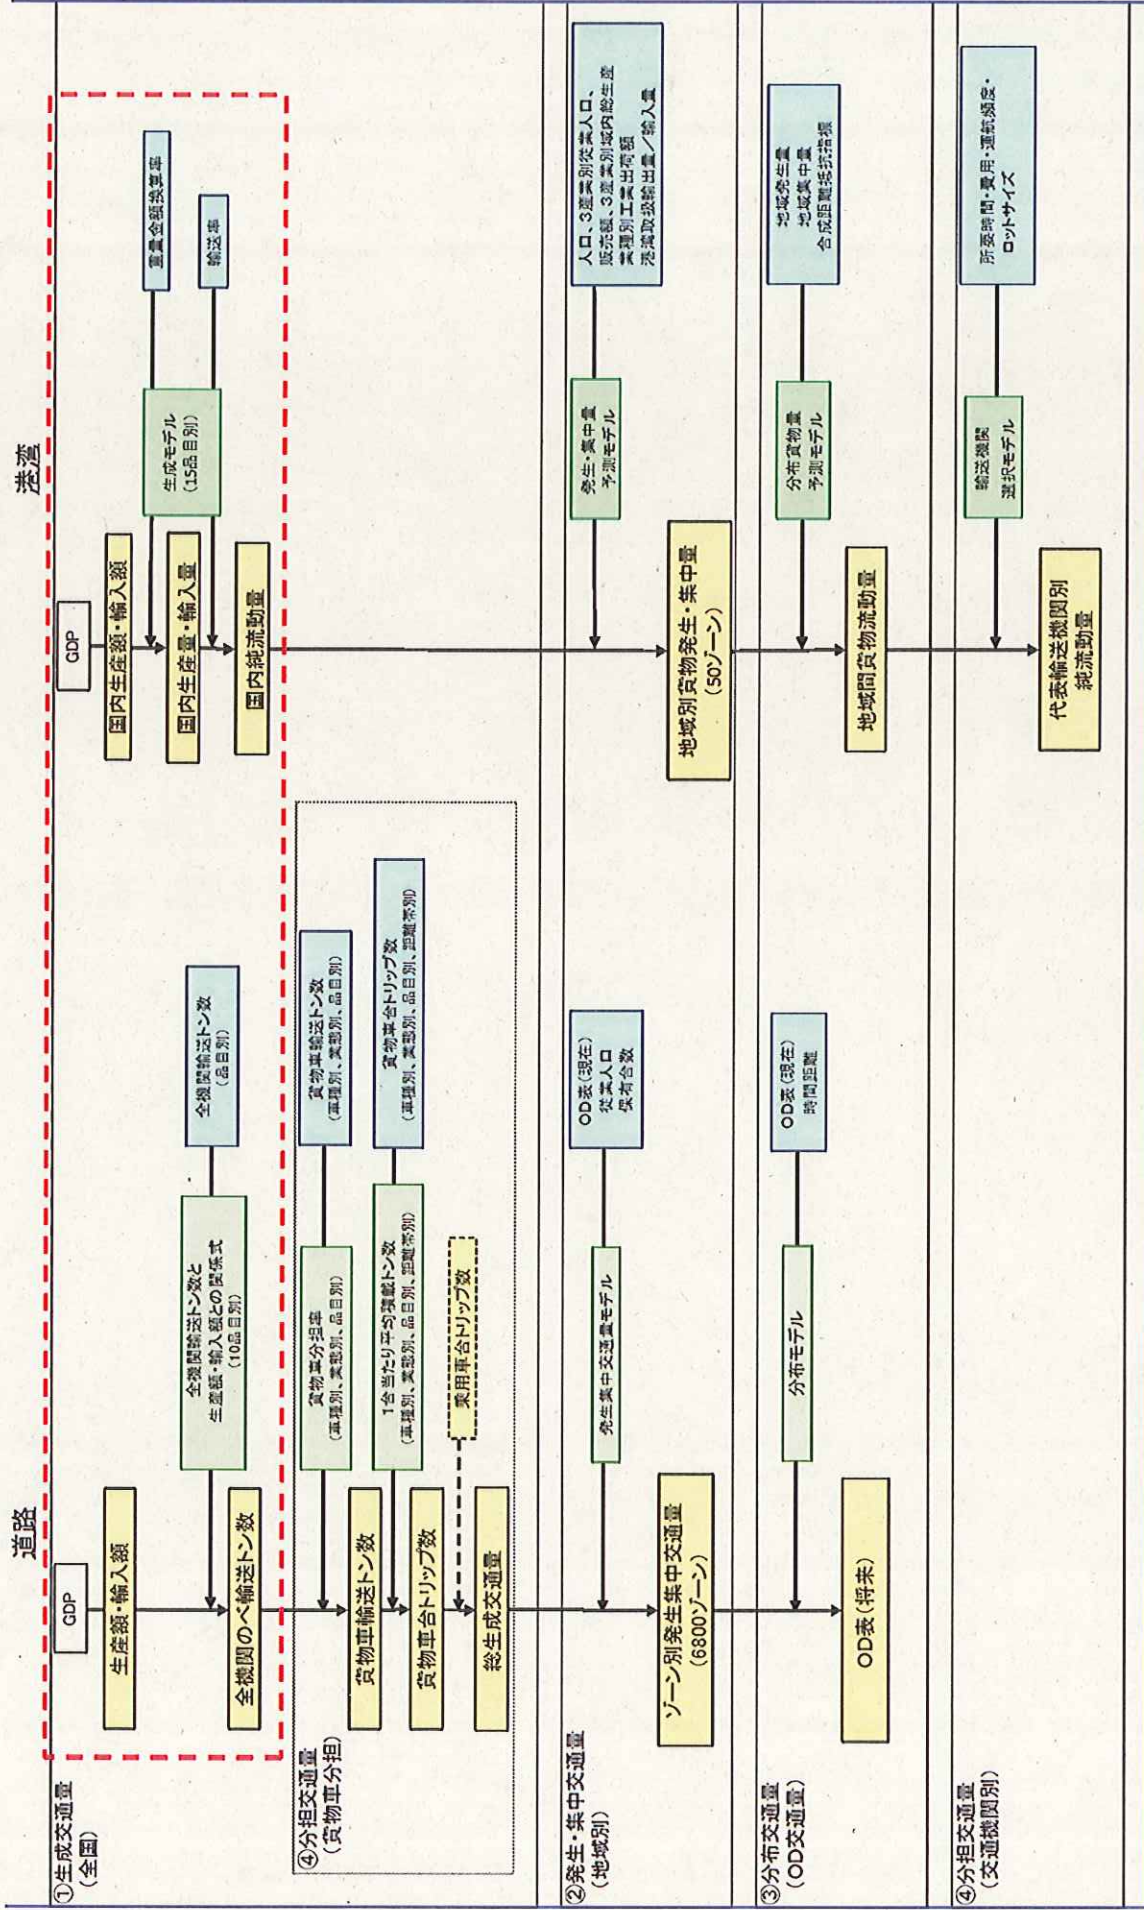 道路
港湾
①生成交通量
(全国)
GDP
生産額・輸入額
全機関輸送トン数と
生産額・輸入額との関係式
(10品目別)
全機関輸送トン数
(品目別)
全機関のべ輸送トン数
GDP
国内生産額・輸入額
国内生産量・輸入量
国内純流動量
生成モデル
(15品目別)
重量金額換算率
輸送率
④分担交通量
(貨物車分担)
貨物車分担率
(車種別、業態別、品目別)
貨物車輸送トン数
(車種別、業態別、品目別)
貨物車輸送トン数
1台当たり平均積載トン数
(車種別、業態別、品目別、距離帯別)
貨物車台トリップ数
(車種別、業態別、品目別、距離帯別)
貨物車台トリップ数
乗用車台トリップ数
総生成交通量
②発生・集中交通量
(地域別)
発生集中交通量モデル
OD表(現在)
従業人口
保有台数
ゾーン別発生集中交通量
(6800ゾーン)
発生・集中量
予測モデル
人口、3産業別従業人口、
販売額、3産業別域内総生産
業種別工業出荷額
港湾取扱輸出量/輸入量
地域別貨物発生・集中量
(50ゾーン)
③分布交通量
(OD交通量)
分布モデル
OD表(現在)
時間距離
OD表(将来)
分布貨物量
予測モデル
地域発生量
地域集中量
合成距離抵抗指標
地域間貨物流動量
④分担交通量
(交通機関別)
輸送機関
選択モデル
所要時間・費用・運航頻度・
ロットサイズ
代表輸送機関別
純流動量